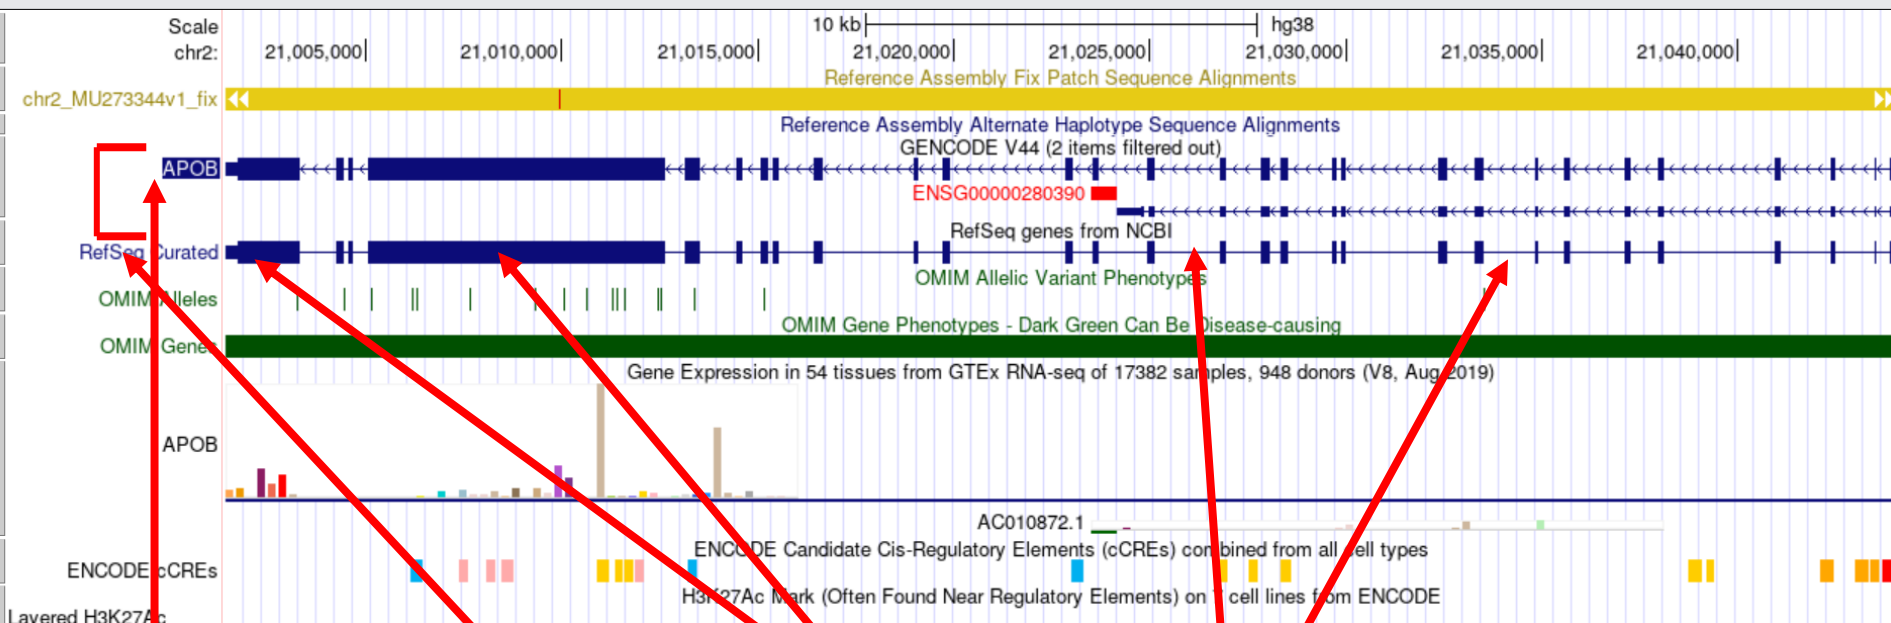 Scale 10 kb hg38
chr2: 21,005,000 21,010,000 21,015,000 21,020,000 21,025,000 21,030,000 21,035,000 21,040,000
Reference Assembly Fix Patch Sequence Alignments
chr2_MU273344v1_fix
Reference Assembly Alternate Haplotype Sequence Alignments
GENCODE V44 (2 items filtered out)
APOB
ENSG00000280390
RefSeq genes from NCBI
RefSeq Curated
OMIM Allelic Variant Phenotypes
OMIM Alleles
OMIM Gene Phenotypes - Dark Green Can Be Disease-causing
OMIM Genes
Gene Expression in 54 tissues from GTEx RNA-seq of 17382 samples, 948 donors (V8, Aug 2019)
APOB
AC010872.1
ENCODE Candidate Cis-Regulatory Elements (cCREs) combined from all cell types
ENCODE cCREs
H3K27Ac Mark (Often Found Near Regulatory Elements) on 7 cell lines from ENCODE
Layered H3K27Ac